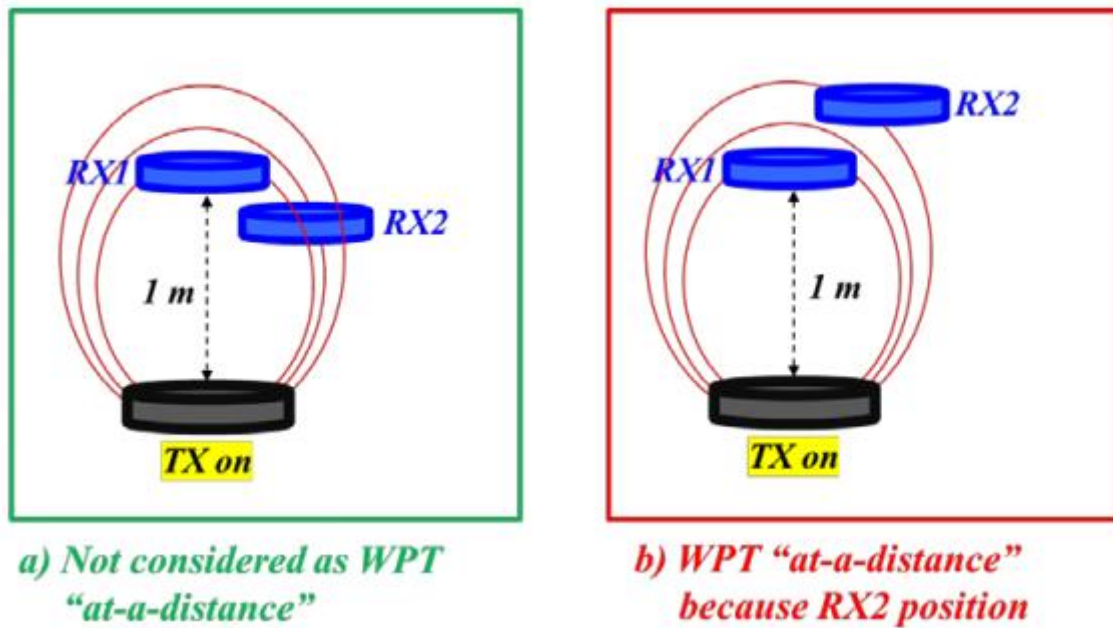 RX1
RX2
1 m
TX on
a) Not considered as WPT
“at-a-distance”
RX2
RX1
1 m
TX on
b) WPT “at-a-distance”
because RX2 position